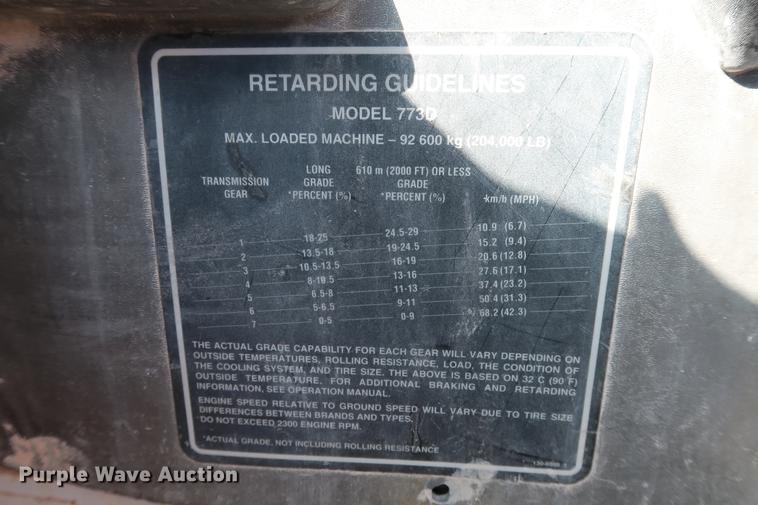 RETARDING GUIDELINES
MODEL 773D
MAX. LOADED MACHINE – 92 600 kg (204,000 LB)
TRANSMISSION GEAR LONG GRADE *PERCENT (%) 610 m (2000 FT) OR LESS GRADE *PERCENT (%) km/h (MPH)
1 18-25 24.5-29 10.9 (6.7)
2 13.5-18 19-24.5 15.2 (9.4)
3 10.5-13.5 16-19 20.6 (12.8)
4 8-10.5 13-16 27.6 (17.1)
5 6.5-8 11-13 37.4 (23.2)
6 5-6.5 9-11 50.4 (31.3)
7 0-5 0-9 68.2 (42.3)
THE ACTUAL GRADE CAPABILITY FOR EACH GEAR WILL VARY DEPENDING ON
OUTSIDE TEMPERATURES, ROLLING RESISTANCE, LOAD, THE CONDITION OF
THE COOLING SYSTEM, AND TIRE SIZE. THE ABOVE IS BASED ON 32 C (90 F)
OUTSIDE TEMPERATURE. FOR ADDITIONAL BRAKING AND RETARDING
INFORMATION, SEE OPERATION MANUAL.
ENGINE SPEED RELATIVE TO GROUND SPEED WILL VARY DUE TO TIRE SIZE
DIFFERENCES BETWEEN BRANDS AND TYPES.
DO NOT EXCEED 2300 ENGINE RPM.
*ACTUAL GRADE, NOT INCLUDING ROLLING RESISTANCE
Purple Wave Auction